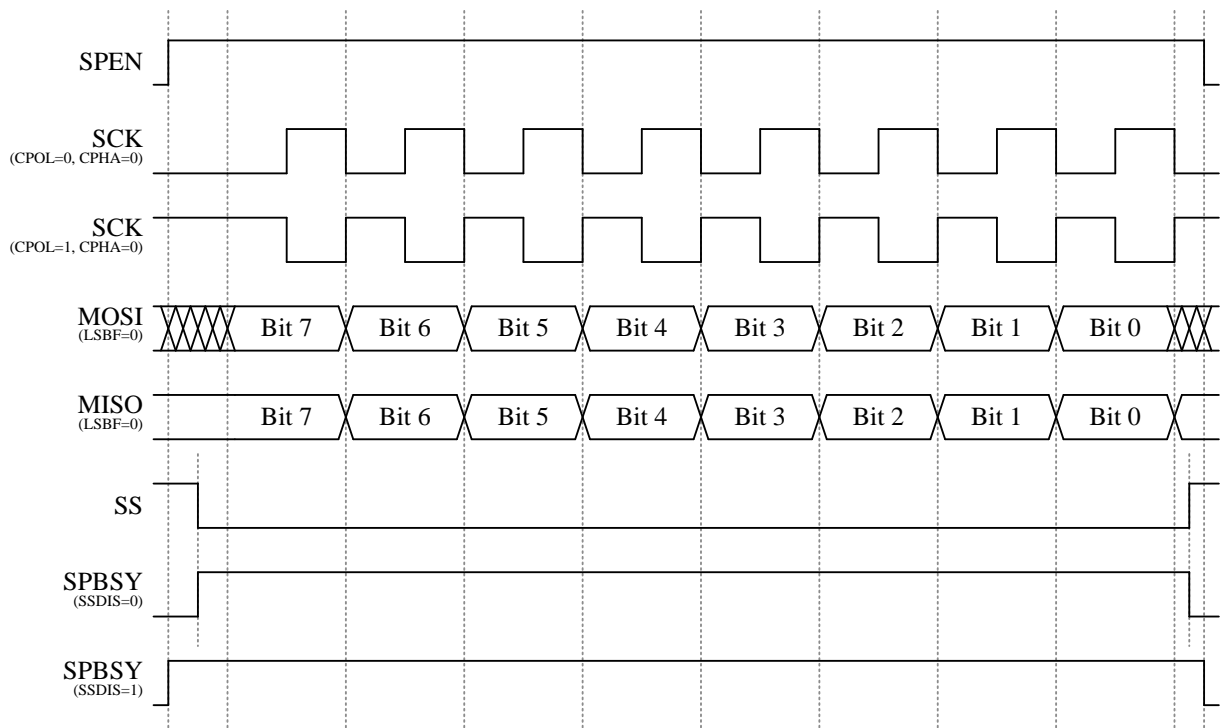 SPEN
SCK
(CPOL=0, CPHA=0)
SCK
(CPOL=1, CPHA=0)
MOSI
(LSBF=0)
Bit 7 Bit 6 Bit 5 Bit 4 Bit 3 Bit 2 Bit 1 Bit 0
MISO
(LSBF=0)
Bit 7 Bit 6 Bit 5 Bit 4 Bit 3 Bit 2 Bit 1 Bit 0
SS
SPBSY
(SSDIS=0)
SPBSY
(SSDIS=1)